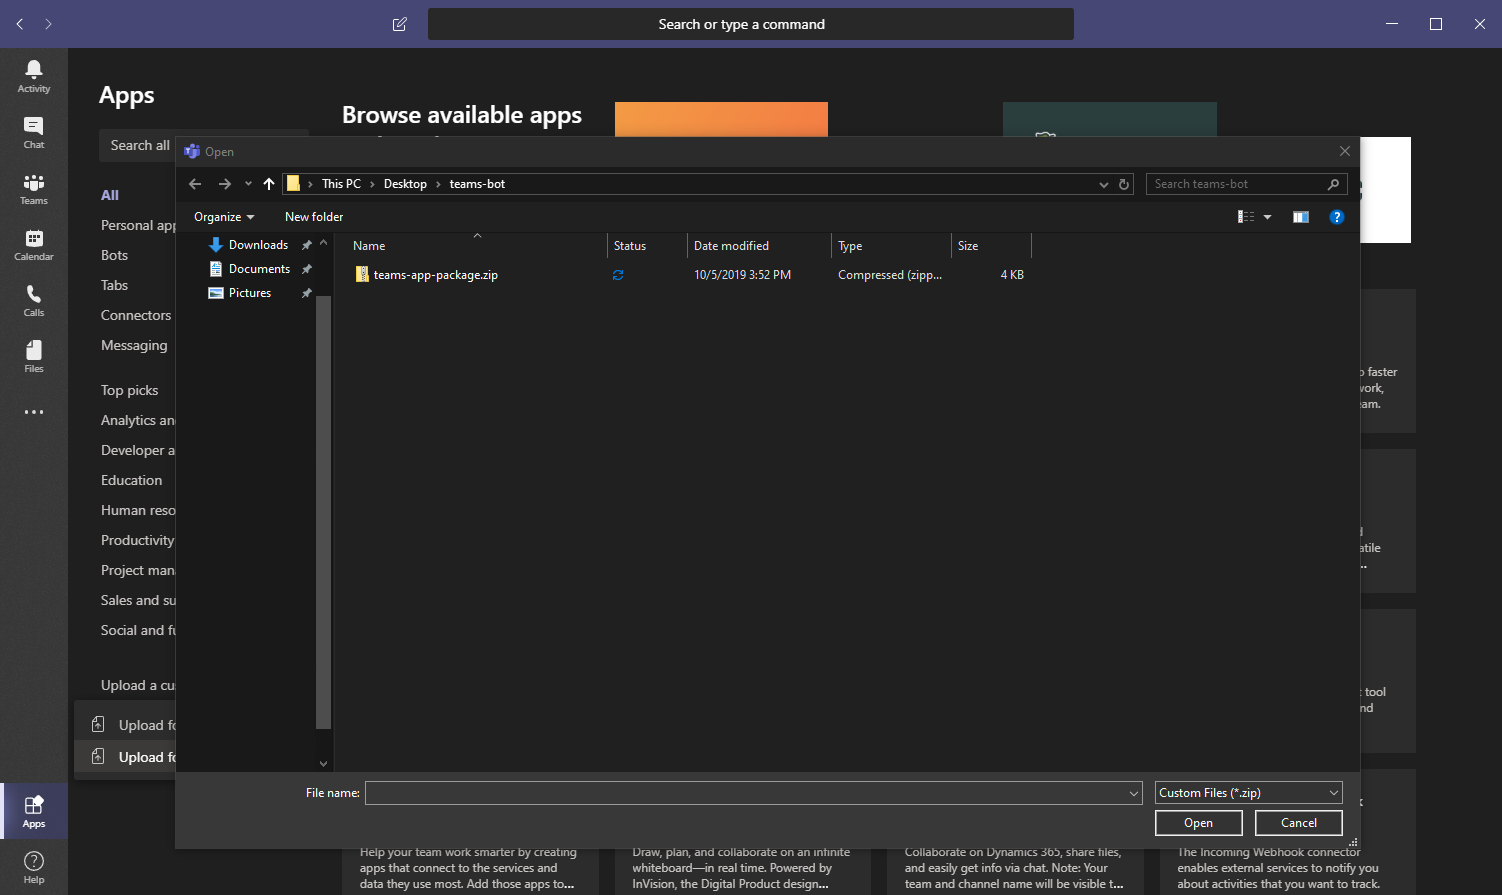 Search or type a command
Activity
Chat
Teams
Calendar
Calls
Files
Apps
Help
Apps
Search all
All
Personal app
Bots
Tabs
Connectors
Messaging
Top picks
Analytics an
Developer a
Education
Human reso
Productivity
Project man
Sales and su
Social and fu
Upload a cus
Upload fo
Upload fo
Browse available apps
Open
This PC > Desktop > teams-bot
Search teams-bot
Organize
New folder
Downloads
Documents
Pictures
Name Status Date modified Type Size
teams-app-package.zip 10/5/2019 3:52 PM Compressed (zipp... 4 KB
File name:
Custom Files (*.zip)
Open
Cancel
faster
work,
eam.
atile
...
tool
nd
Help your team work smarter by creating
apps that connect to the services and
data they use most. Add those apps to...
Draw, plan, and collaborate on an infinite
whiteboard—in real time. Powered by
InVision, the Digital Product design...
Collaborate on Dynamics 365, share files,
and easily get info via chat. Note: Your
team and channel name will be visible t...
The Incoming Webhook connector
enables external services to notify you
about activities that you want to track.